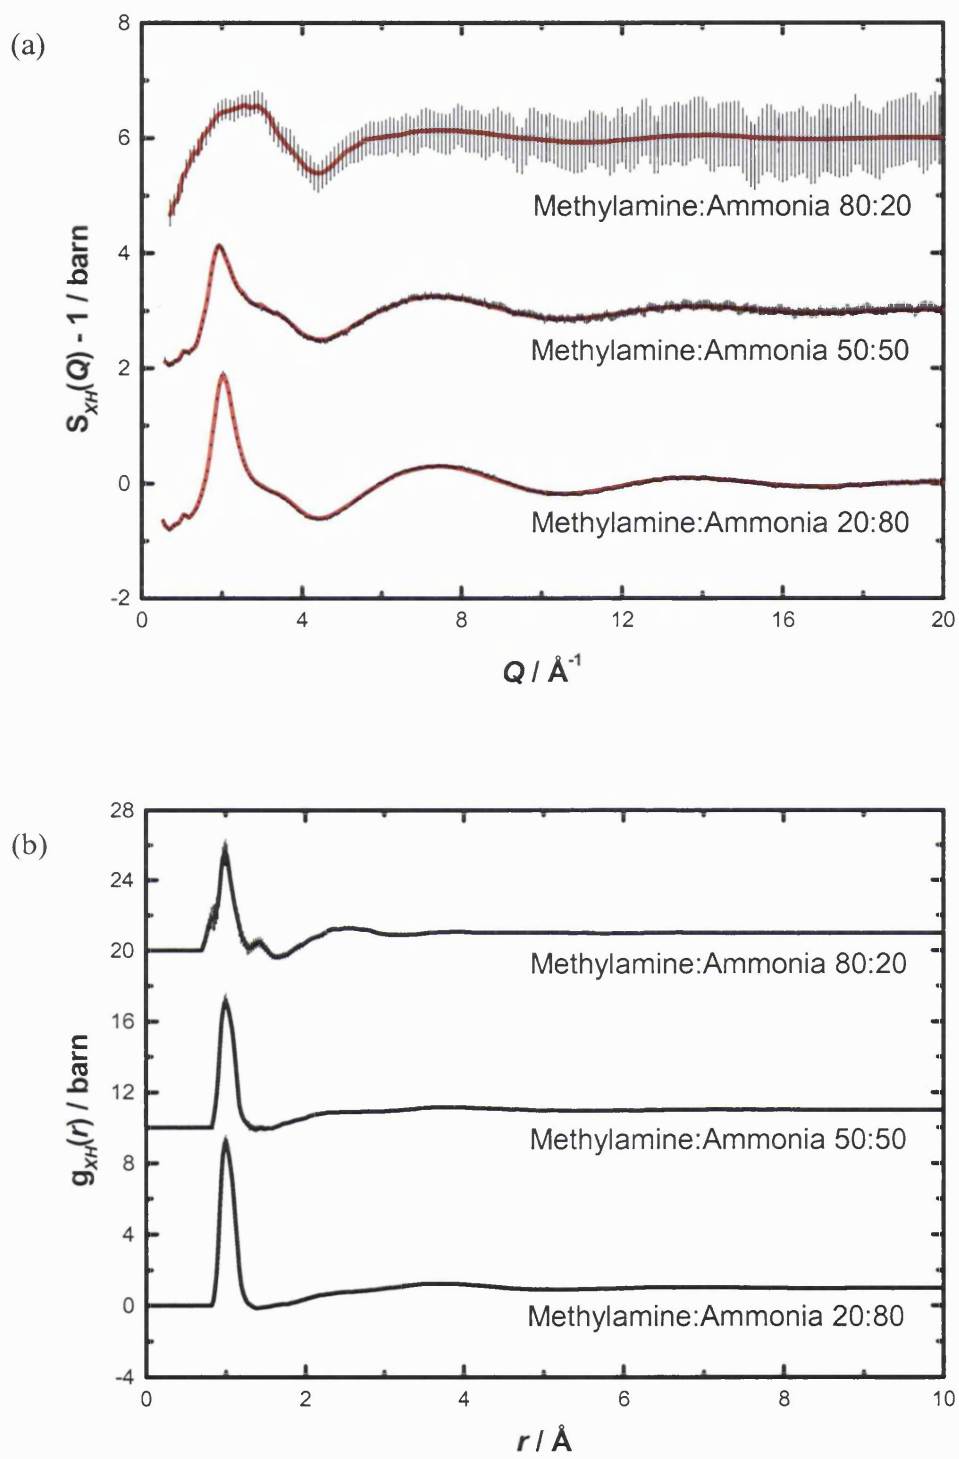 (a)
8
6
4
2
0
-2
S_XH(Q) - 1 / barn
Methylamine:Ammonia 80:20
Methylamine:Ammonia 50:50
Methylamine:Ammonia 20:80
0 4 8 12 16 20
Q / Å⁻¹
(b)
28
24
20
16
12
8
4
0
-4
g_XH(r) / barn
Methylamine:Ammonia 80:20
Methylamine:Ammonia 50:50
Methylamine:Ammonia 20:80
0 2 4 6 8 10
r / Å